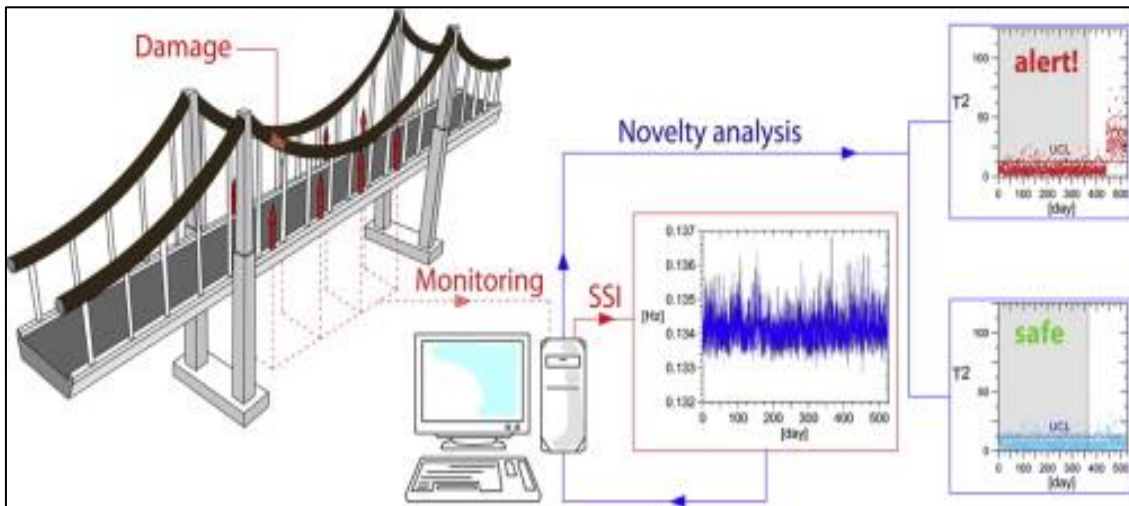 Damage
Monitoring
SSI
Novelty analysis
[Hz]
0.137
0.136
0.135
0.134
0.133
0.132
0 100 200 300 400 500
[day]
alert!
T2
100
50
0
UCL
0 100 200 300 400 500
[day]
safe
T2
100
50
0
UCL
0 100 200 300 400 500
[day]